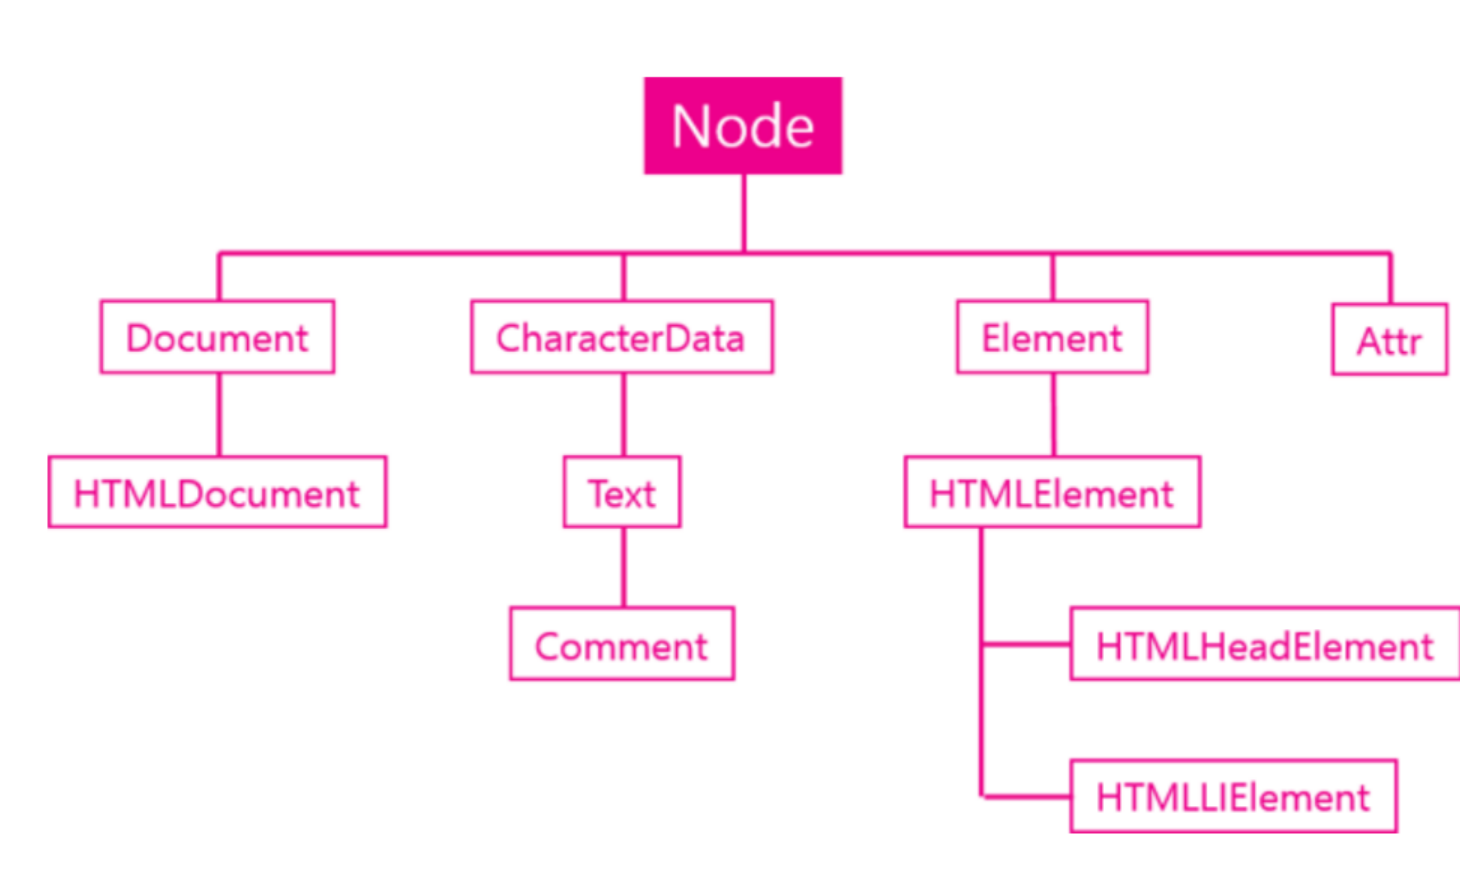 Node
Document
CharacterData
Element
Attr
HTMLDocument
Text
HTMLElement
Comment
HTMLHeadElement
HTMLLIElement